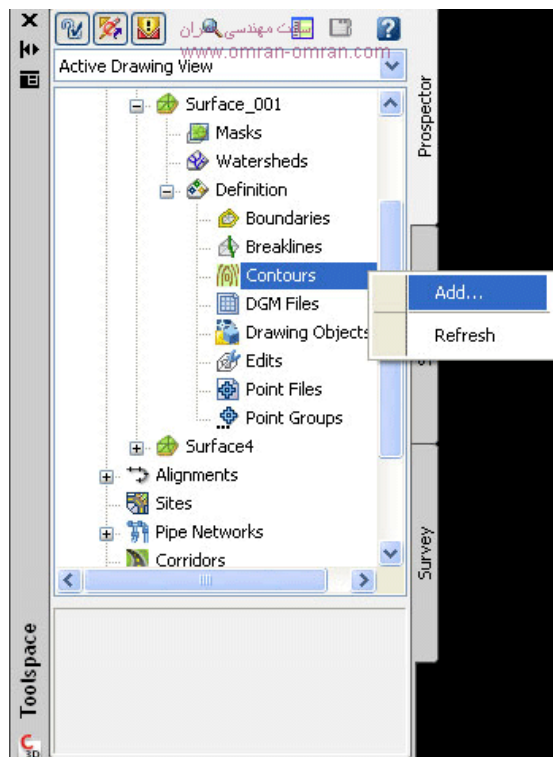 سایت مهندسی عمران
www.omran-omran.com
Active Drawing View
Surface_001
Masks
Watersheds
Definition
Boundaries
Breaklines
Contours
Add...
DGM Files
Drawing Objects
Refresh
Edits
Point Files
Point Groups
Surface4
Alignments
Sites
Pipe Networks
Corridors
Prospector
Survey
Toolspace
C
3D